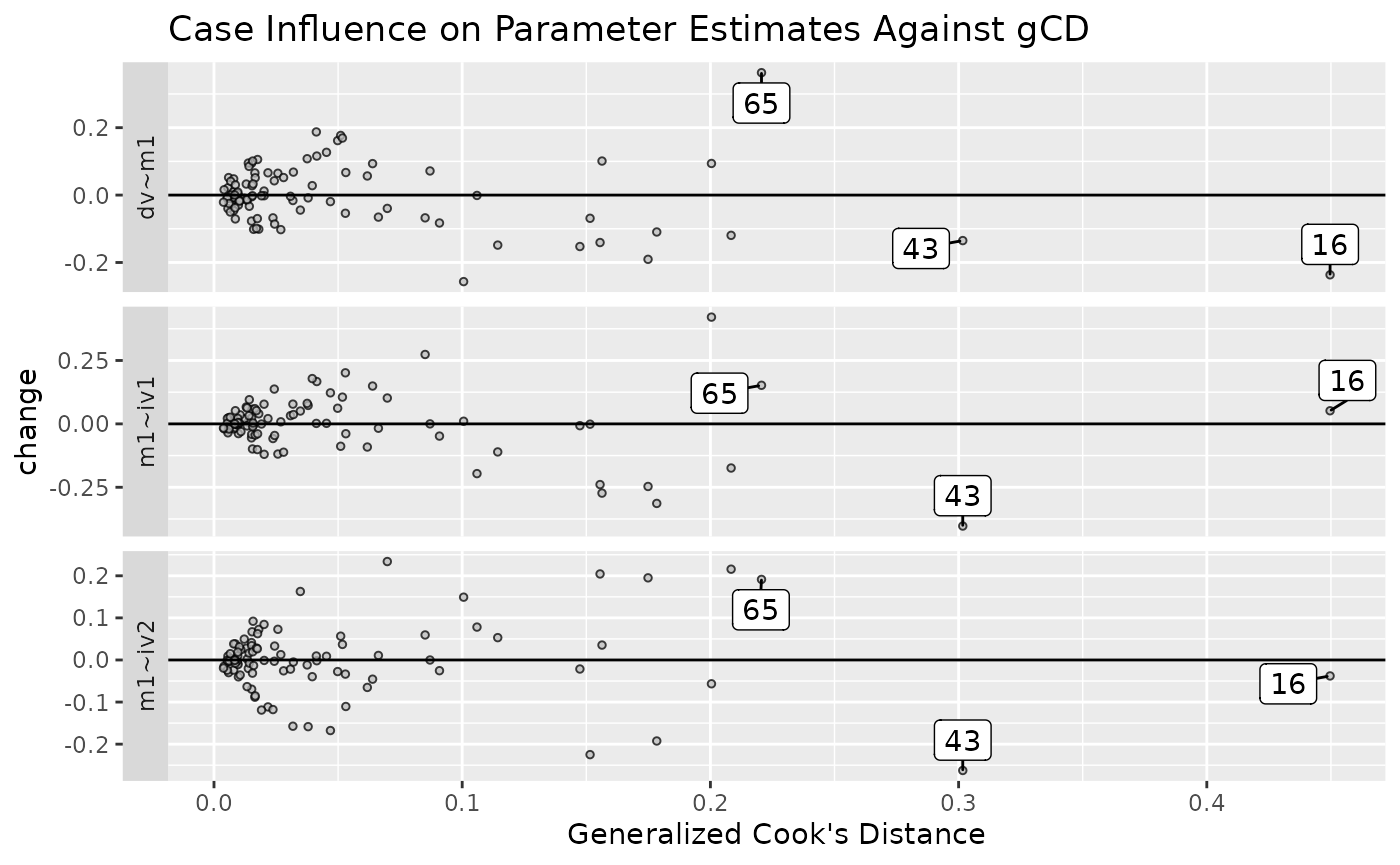 Case Influence on Parameter Estimates Against gCD
change
dv~m1
0.2
0.0
-0.2
65
43
16
m1~iv1
0.25
0.00
-0.25
65
16
43
m1~iv2
0.2
0.1
0.0
-0.1
-0.2
65
16
43
0.0 0.1 0.2 0.3 0.4
Generalized Cook's Distance